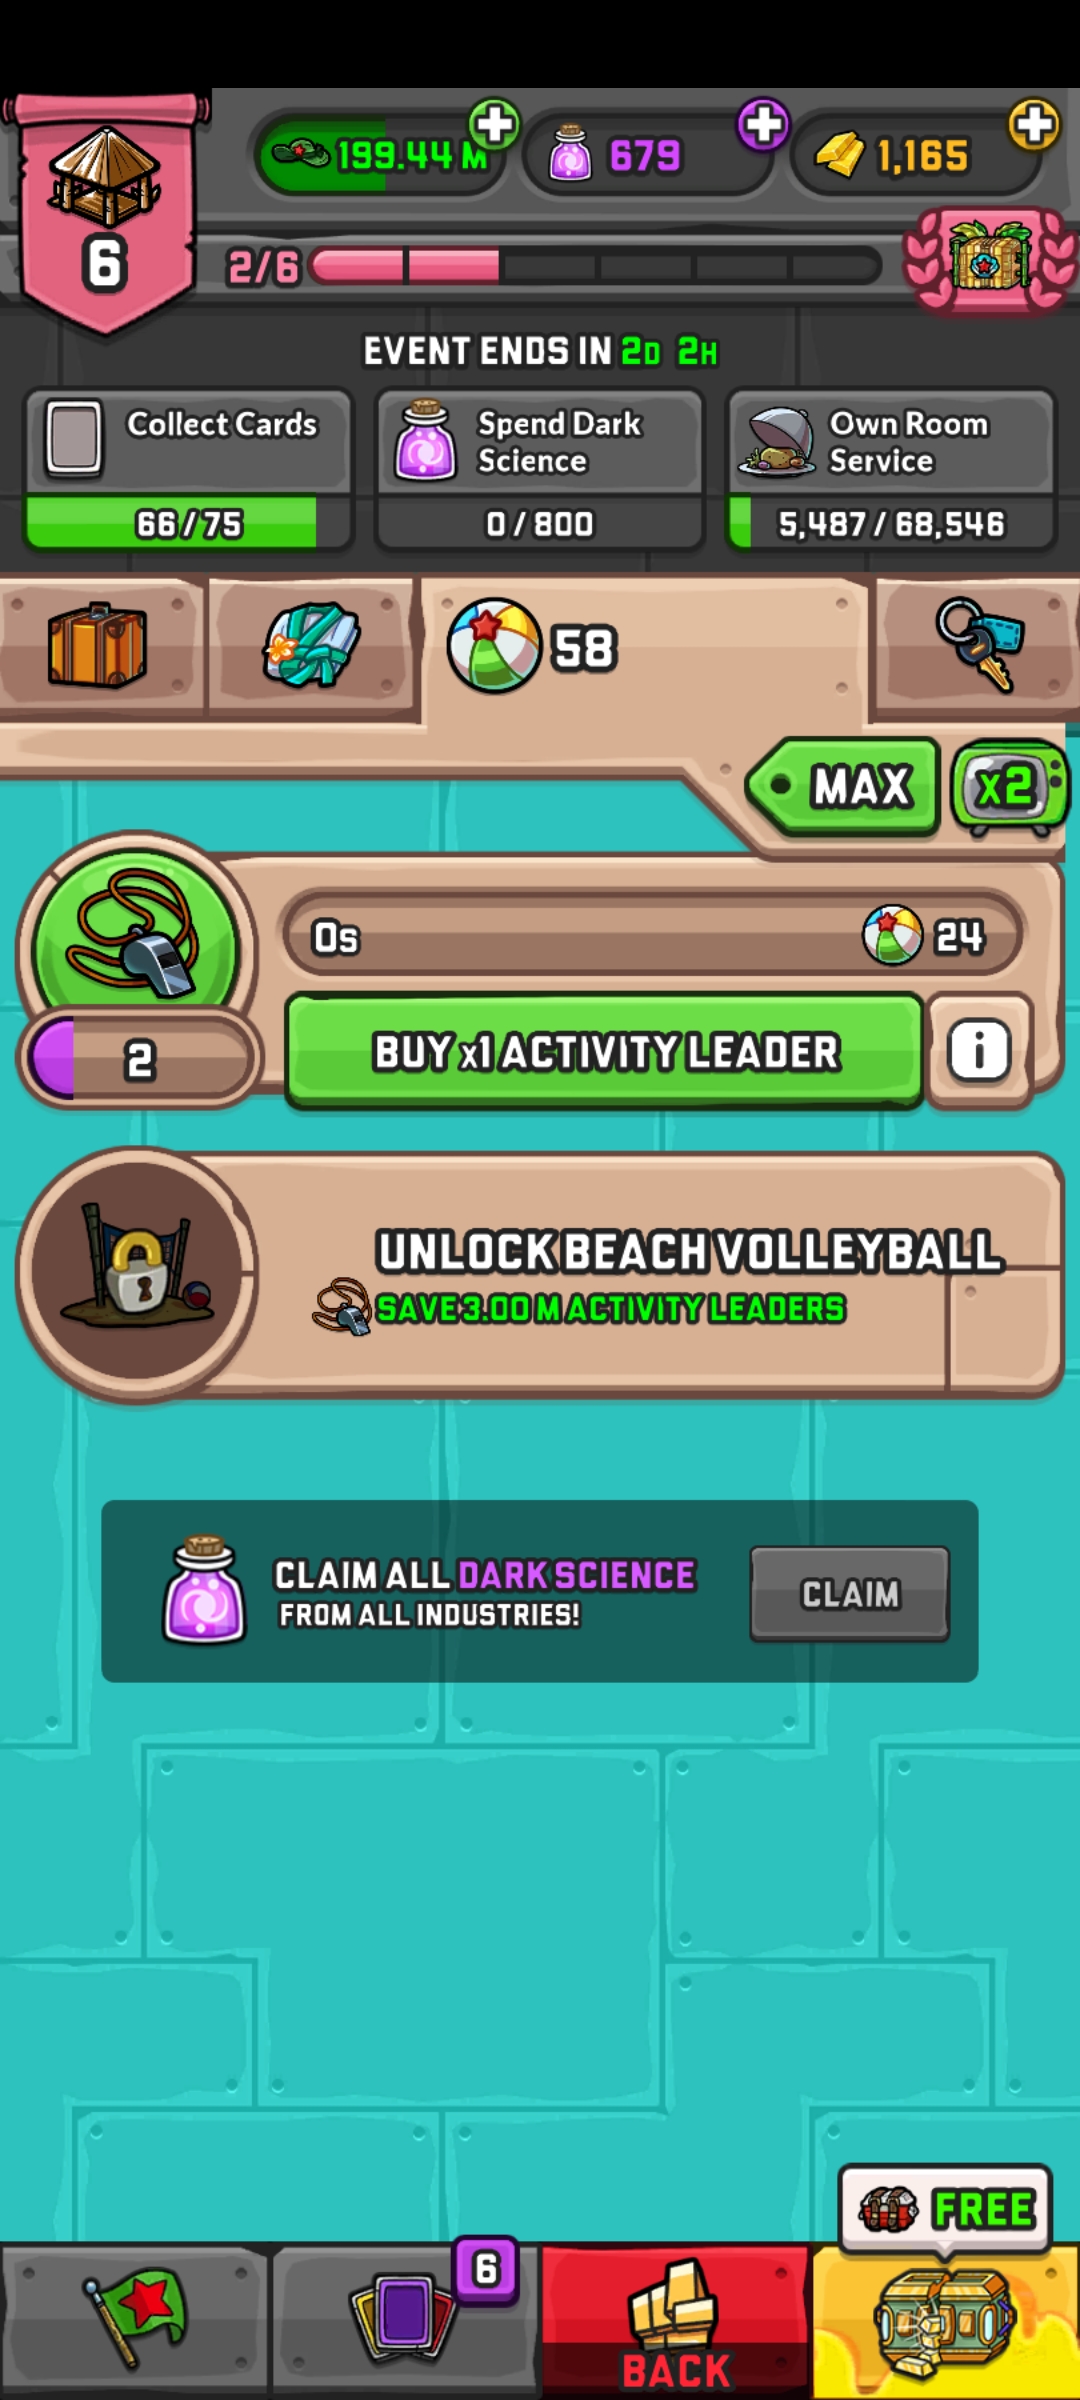 199.44 M
679
1,165
6
2/6
EVENT ENDS IN 2D 2H
Collect Cards
66/75
Spend Dark
Science
0/800
Own Room
Service
5,487/68,546
58
MAX
x2
0s
24
2
BUY x1 ACTIVITY LEADER
i
UNLOCK BEACH VOLLEYBALL
SAVE 3.00 M ACTIVITY LEADERS
CLAIM ALL DARK SCIENCE
FROM ALL INDUSTRIES!
CLAIM
FREE
6
BACK